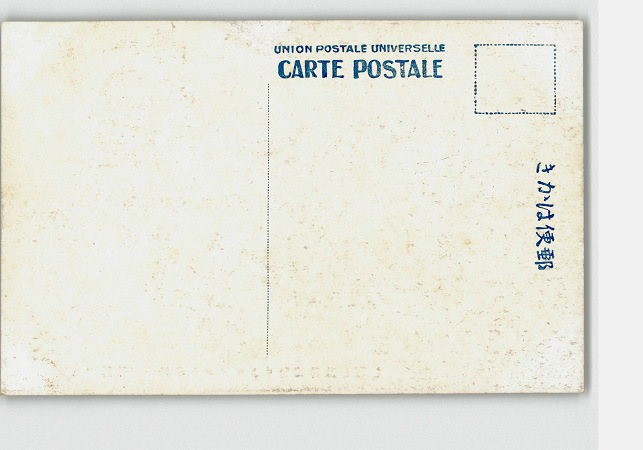 UNION POSTALE UNIVERSELLE
CARTE POSTALE
郵便はかき